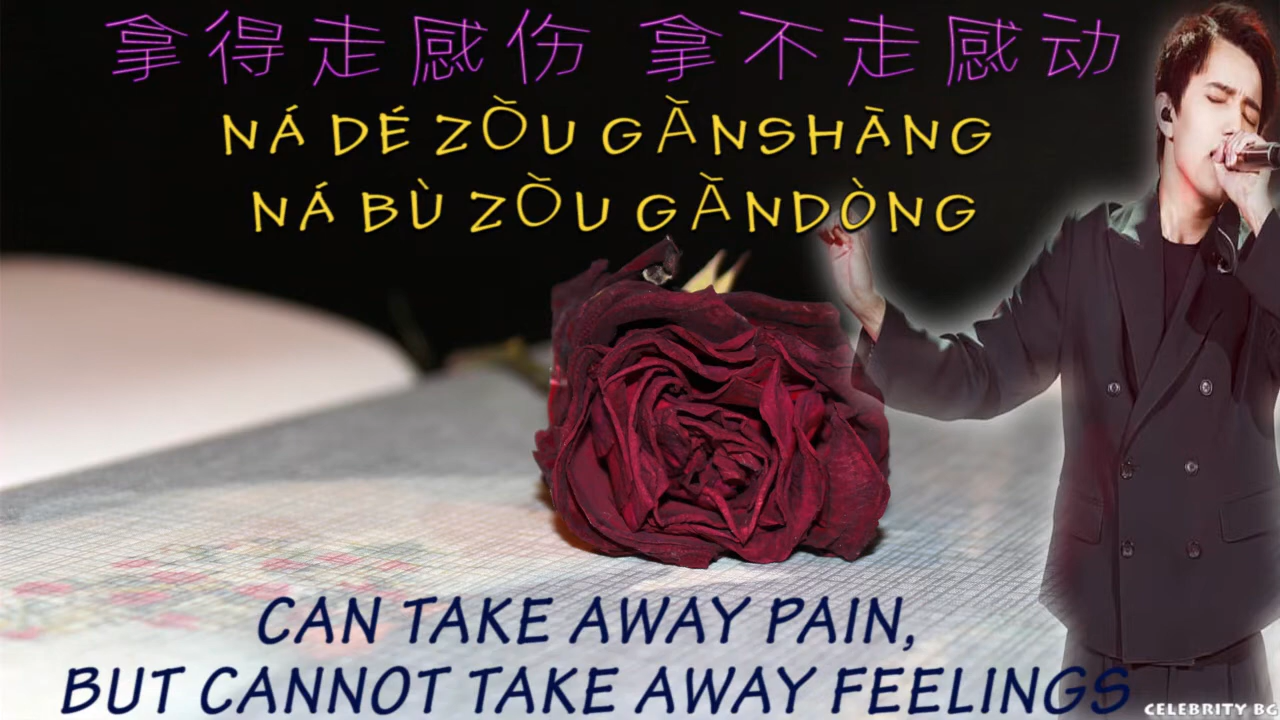 拿得走感伤 拿不走感动
NÁ DÉ ZǑU GǍNSHÀNG
NÁ BÙ ZǑU GǍNDÒNG
CAN TAKE AWAY PAIN,
BUT CANNOT TAKE AWAY FEELINGS
CELEBRITY BG